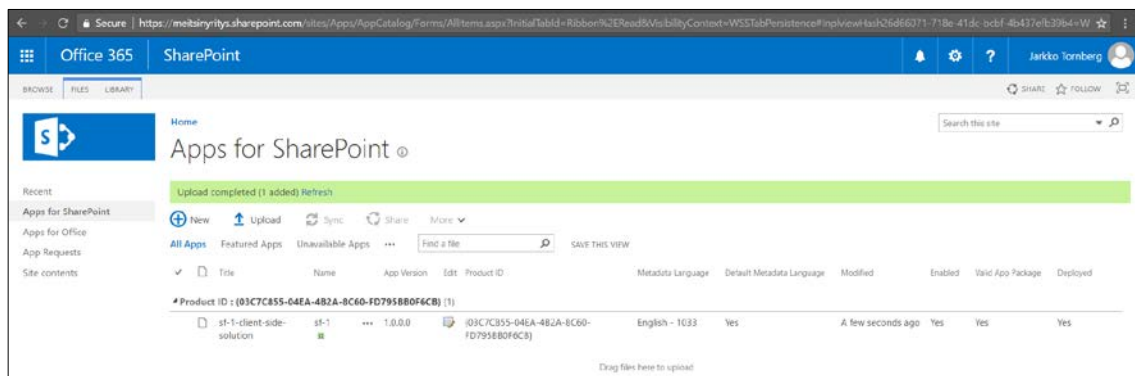 Secure | https://meitsinyritys.sharepoint.com/sites/Apps/AppCatalog/Forms/AllItems.aspx?InitialTabId=Ribbon%2ERead&VisibilityContext=WSSTabPersistence#InplviewHash26d66071-718e-41dc-bcbf-4b437efb39b4=W
Office 365 SharePoint ? Jarkko Tornberg
BROWSE FILES LIBRARY SHARE FOLLOW
S
Home Search this site
Apps for SharePoint
Recent
Upload completed (1 added) Refresh
Apps for SharePoint
New Upload Sync Share More
Apps for Office
All Apps Featured Apps Unavailable Apps ... Find a file SAVE THIS VIEW
App Requests
Site contents
Title Name App Version Edit Product ID Metadata Language Default Metadata Language Modified Enabled Valid App Package Deployed
Product ID : {03C7C855-04EA-4B2A-8C60-FD795BB0F6CB} (1)
sf-1-client-side-solution sf-1 ... 1.0.0.0 {03C7C855-04EA-4B2A-8C60-FD795BB0F6CB} English - 1033 Yes A few seconds ago Yes Yes Yes
Drag files here to upload